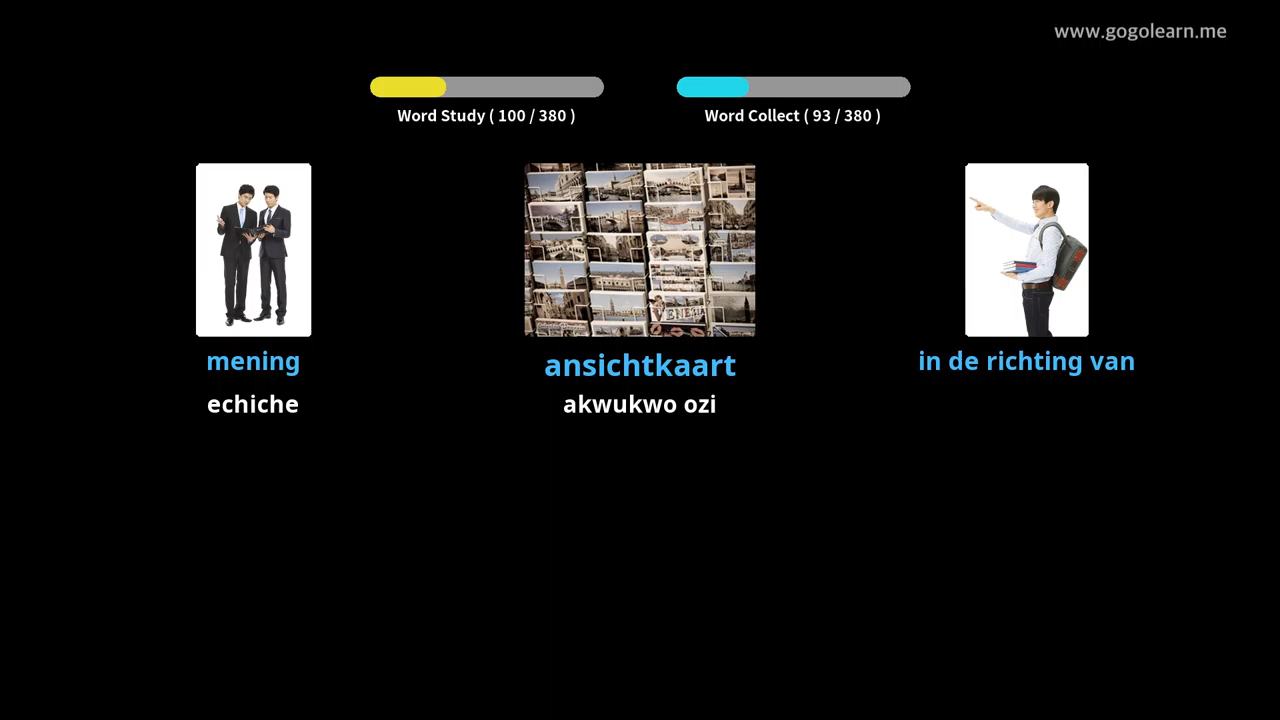 www.gogolearn.me
Word Study ( 100 / 380 )
Word Collect ( 93 / 380 )
mening
ansichtkaart
in de richting van
echiche
akwukwo ozi